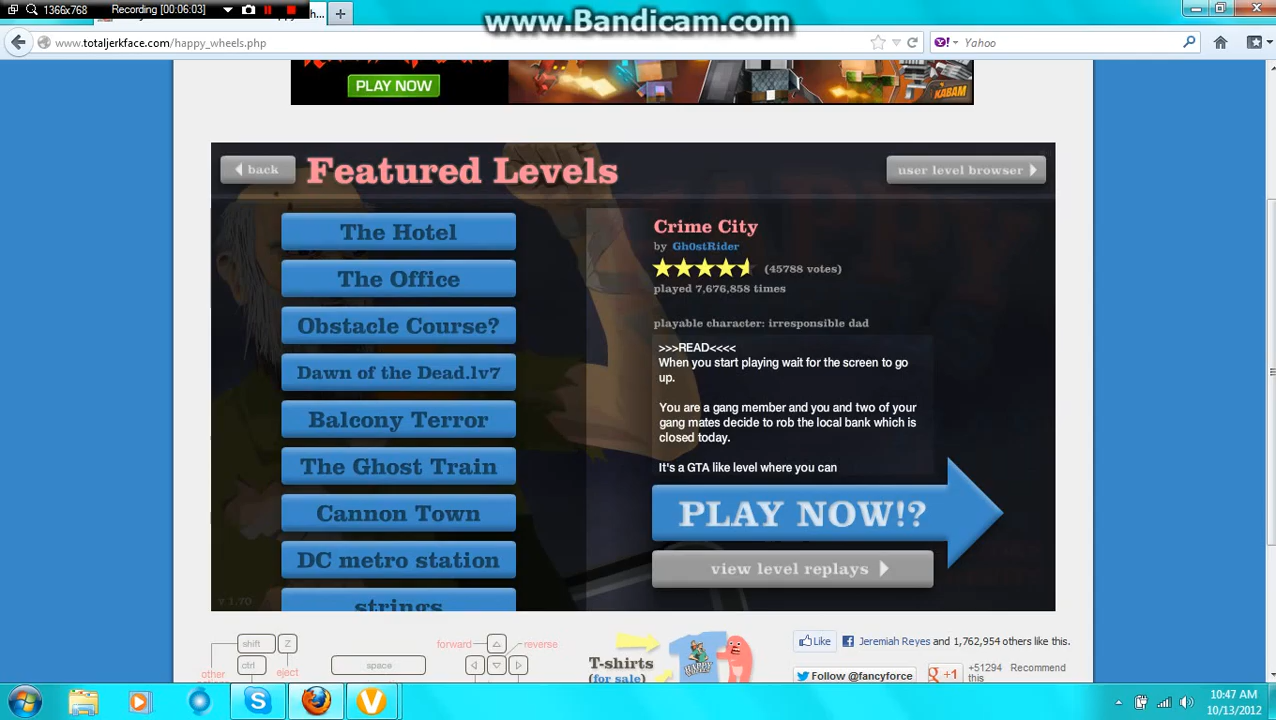 1366x768
Recording [00:06:03]
www.Bandicam.com
h...
www.totaljerkface.com/happy_wheels.php
Yahoo
PLAY NOW
KABAM
back
Featured Levels
user level browser
The Hotel
The Office
Obstacle Course?
Dawn of the Dead.lv7
Balcony Terror
The Ghost Train
Cannon Town
DC metro station
strings
v 1.70
Crime City
by Gh0stRider
(45788 votes)
played 7,676,858 times
playable character: irresponsible dad
>>>READ<<<<
When you start playing wait for the screen to go
up.
You are a gang member and you and two of your
gang mates decide to rob the local bank which is
closed today.
It's a GTA like level where you can
PLAY NOW!?
view level replays
shift
Z
ctrl
eject
other
space
forward
reverse
T-shirts
(for sale)
Like
Jeremiah Reyes and 1,762,954 others like this.
Follow @fancyforce
+1
+51294 Recommend
this
10:47 AM
10/13/2012